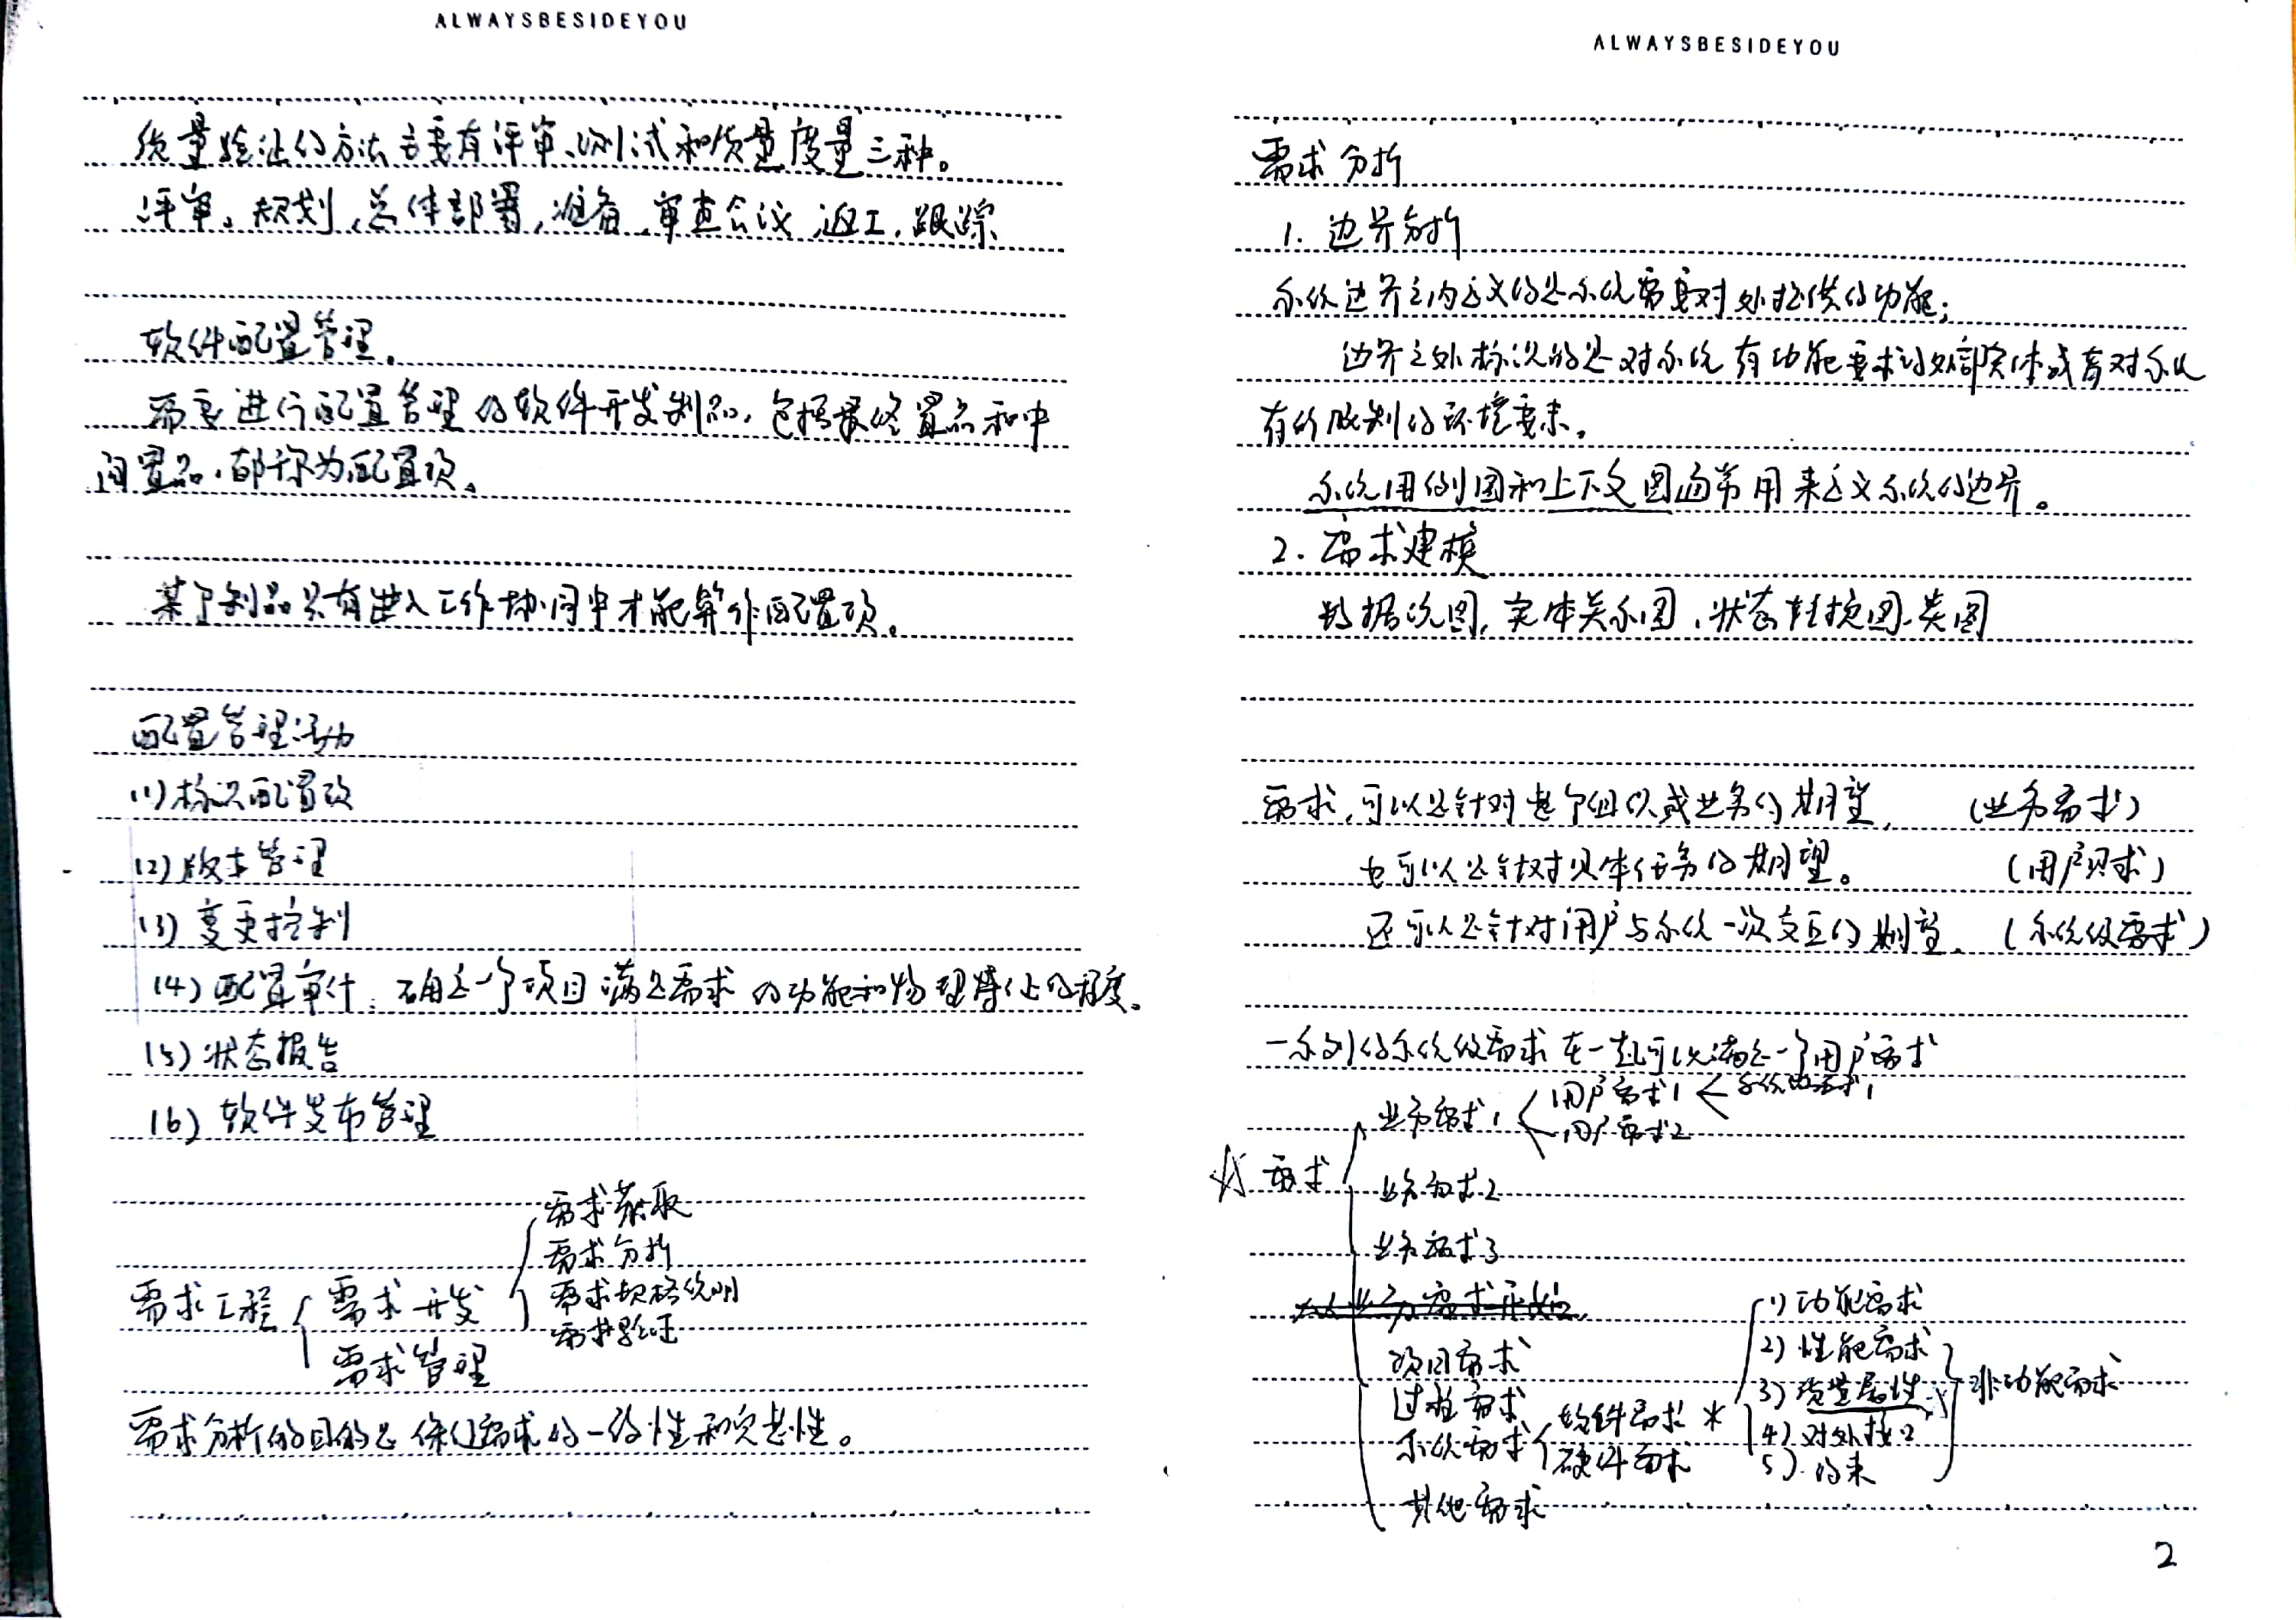 ALWAYSBESIDEYOU
质量验证的方法主要有评审、测试和质量度量三种。
评审。规划，总体部署，准备，审查会议，返工，跟踪
软件配置管理。
需要进行配置管理的软件开发制品，包括最终置品和中
间置品，都称为配置项。
某个制品只有进入工作协同中才能算作配置项。
配置管理活动
(1)标识配置项
(2)版本管理
(3)变更控制
(4)配置审计：确定一个项目满足需求的功能和物理特征的程度。
(5)状态报告
(6)软件发布管理
需求获取
需求分析
需求规格说明
需求验证
需求工程 需求开发
需求管理
需求分析的目的是保证需求的一致性和完整性。
ALWAYSBESIDEYOU
需求分析
1. 边界分析
系统边界之内定义的是系统需要对外提供的功能；
边界之外标识的是对系统有功能要求的外部实体或者对系统
有所限制的环境要素。
系统用例图和上下文图通常用来定义系统的边界。
2. 需求建模
数据流图，实体关系图，状态转换图，类图
需求，可以是针对整个组织或业务的期望， （业务需求）
也可以是针对具体任务的期望。 （用户需求）
还可以是针对用户与系统一次交互的期望。 （系统级需求）
一系列的系统级需求在一起可以满足一个用户需求
业务需求1 用户需求1 系统级需求1
用户需求2
☆ 需求 业务需求2
业务需求3
项目需求
过程需求
系统需求 软件需求 *
硬件需求
其他需求
1) 功能需求
2) 性能需求
3) 质量属性
4) 对外接口
5) 约束
非功能需求
2